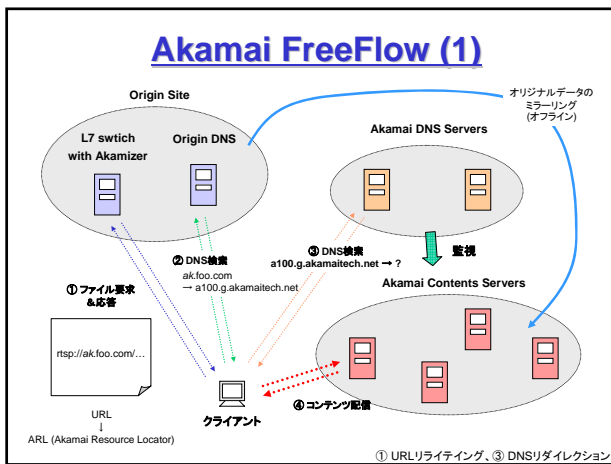 Akamai FreeFlow (1)
Origin Site
L7 swtich
with Akamizer
Origin DNS
オリジナルデータの
ミラーリング
(オフライン)
Akamai DNS Servers
② DNS検索
ak.foo.com
→ a100.g.akamaitech.net
③ DNS検索
a100.g.akamaitech.net → ?
監視
① ファイル要求
&応答
Akamai Contents Servers
rtsp://ak.foo.com/…
URL
↓
ARL (Akamai Resource Locator)
クライアント
④ コンテンツ配信
① URLリライテイング、③ DNSリダイレクション